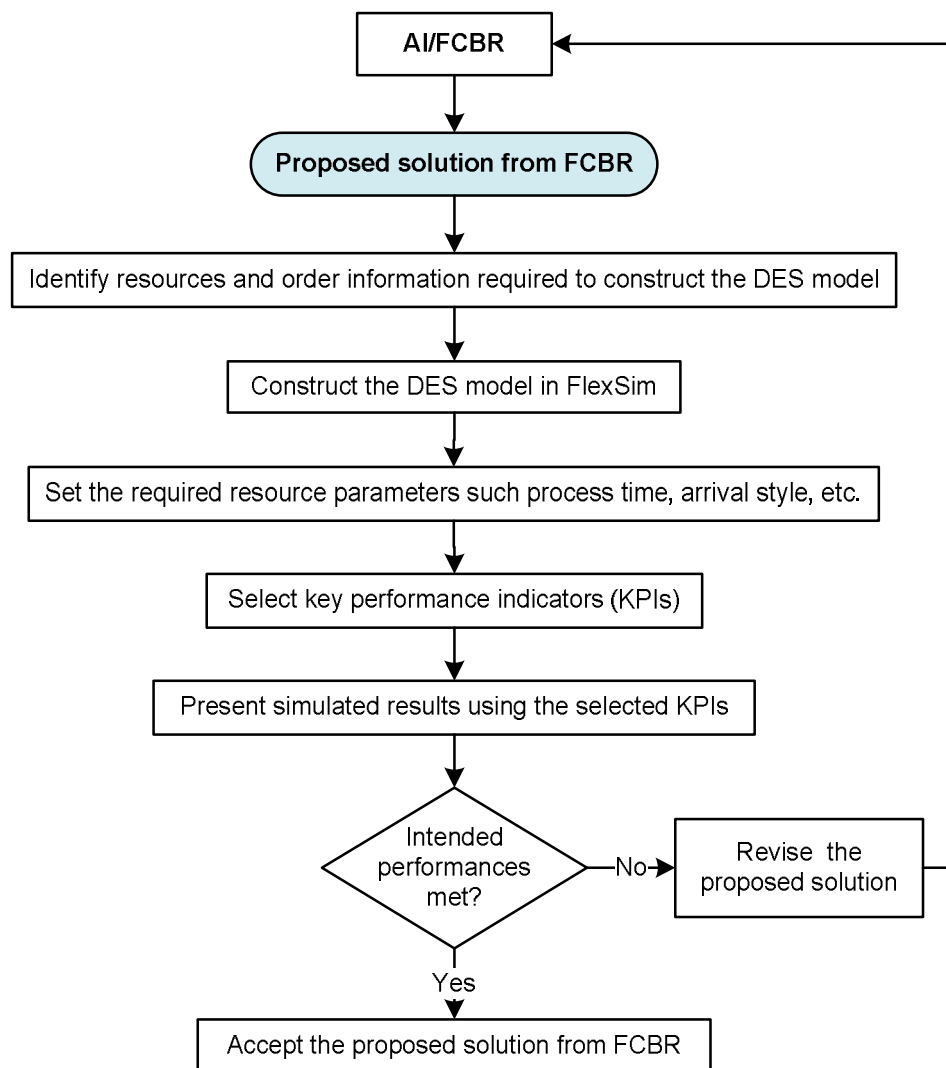 AI/FCBR
Proposed solution from FCBR
Identify resources and order information required to construct the DES model
Construct the DES model in FlexSim
Set the required resource parameters such process time, arrival style, etc.
Select key performance indicators (KPIs)
Present simulated results using the selected KPIs
Intended
performances
met?
No
Revise the
proposed solution
Yes
Accept the proposed solution from FCBR